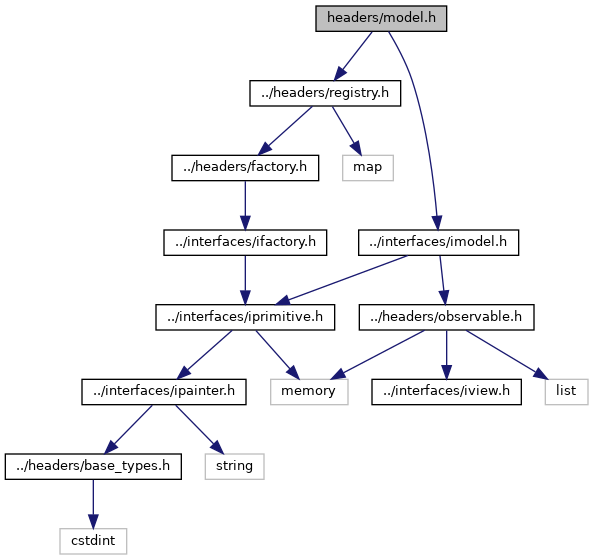 headers/model.h
../headers/registry.h
../headers/factory.h
map
../interfaces/ifactory.h
../interfaces/imodel.h
../interfaces/iprimitive.h
../headers/observable.h
../interfaces/ipainter.h
memory
../interfaces/iview.h
list
../headers/base_types.h
string
cstdint